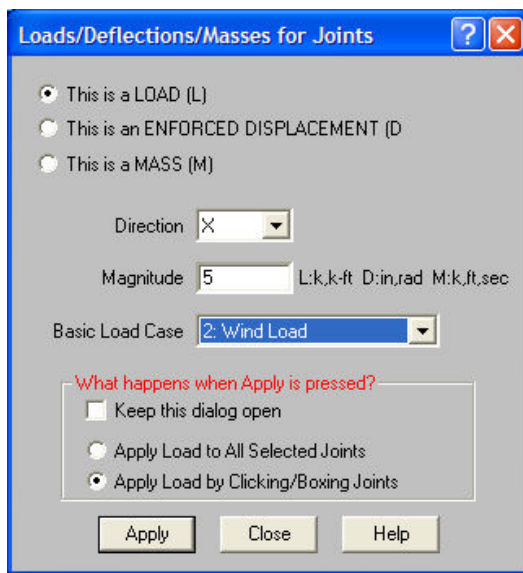 Loads/Deflections/Masses for Joints
This is a LOAD (L)
This is an ENFORCED DISPLACEMENT (D
This is a MASS (M)
Direction X
Magnitude 5 L:k,k-ft D:in,rad M:k,ft,sec
Basic Load Case 2: Wind Load
What happens when Apply is pressed?
Keep this dialog open
Apply Load to All Selected Joints
Apply Load by Clicking/Boxing Joints
Apply Close Help